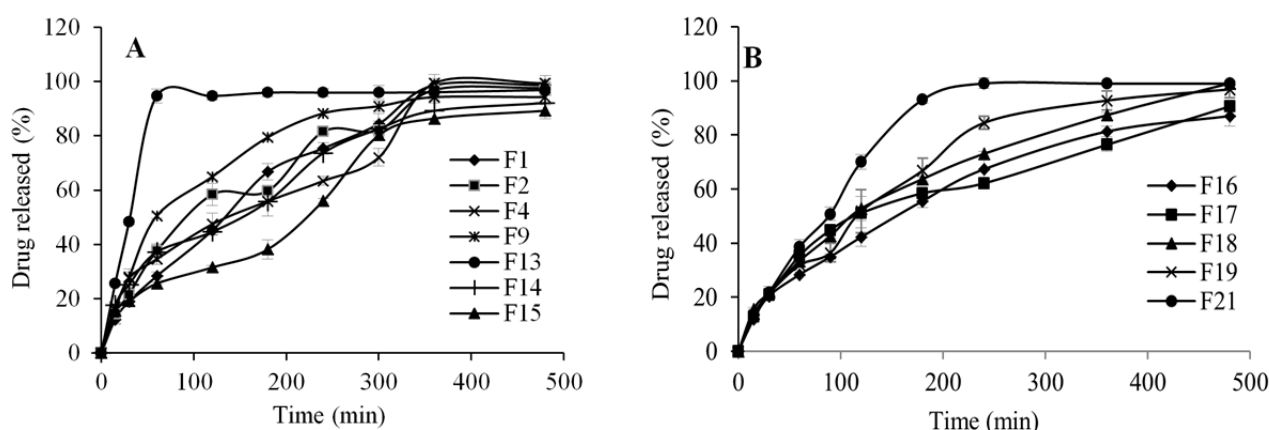 A
Drug released (%)
120
100
80
60
40
20
0
0 100 200 300 400 500
Time (min)
F1
F2
F4
F9
F13
F14
F15
B
Drug released (%)
120
100
80
60
40
20
0
0 100 200 300 400 500
Time (min)
F16
F17
F18
F19
F21